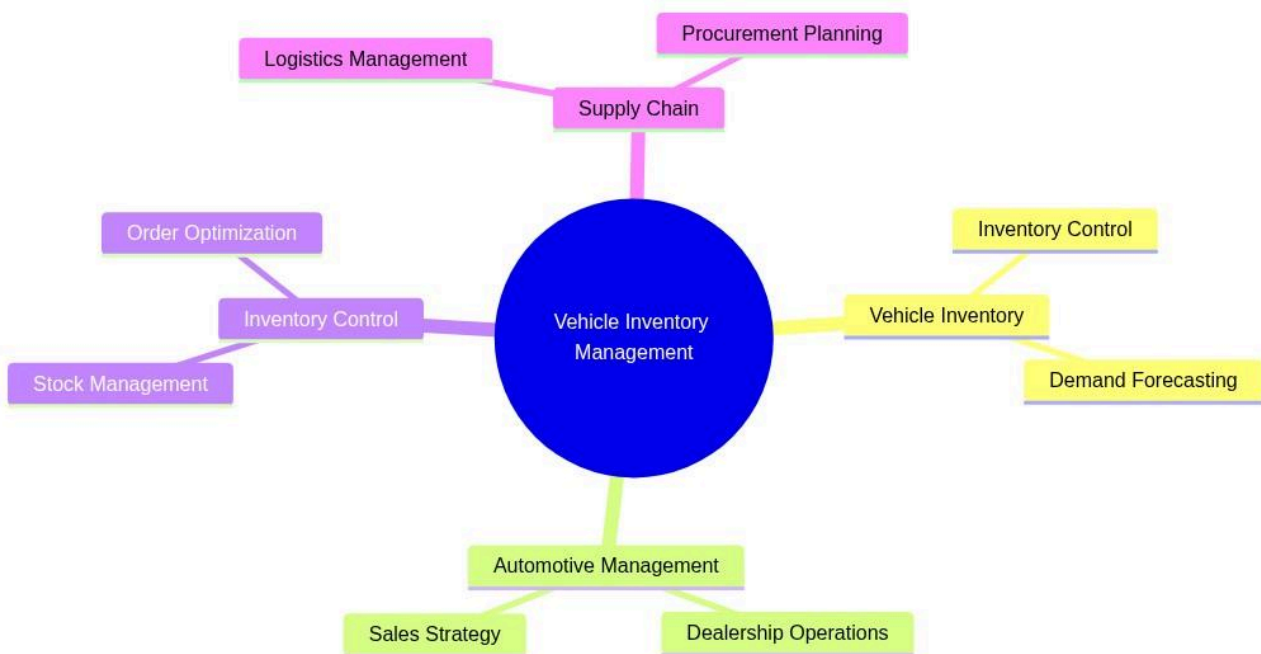 Procurement Planning
Logistics Management
Supply Chain
Order Optimization
Inventory Control
Inventory Control
Vehicle Inventory
Vehicle Inventory
Management
Stock Management
Demand Forecasting
Automotive Management
Sales Strategy
Dealership Operations